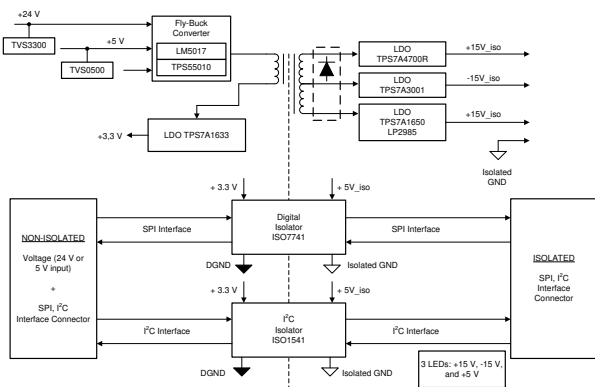 +24 V
Fly-Buck
Converter
TVS3300
+5 V
LM5017
TVS0500
TPS55010
LDO
TPS7A4700R
+15V_iso
LDO
TPS7A3001
-15V_iso
LDO
TPS7A1650
LP2985
+15V_iso
+3,3 V
LDO TPS7A1633
Isolated
GND
+ 3.3 V
+ 5V_iso
NON-ISOLATED
Voltage (24 V or
5 V input)
+
SPI, I²C
Interface Connector
SPI Interface
Digital
Isolator
ISO7741
SPI Interface
DGND
Isolated GND
ISOLATED
SPI, I²C
Interface
Connector
+ 3.3 V
+ 5V_iso
I²C Interface
I²C
Isolator
ISO1541
I²C Interface
DGND
Isolated GND
3 LEDs: +15 V, -15 V,
and +5 V